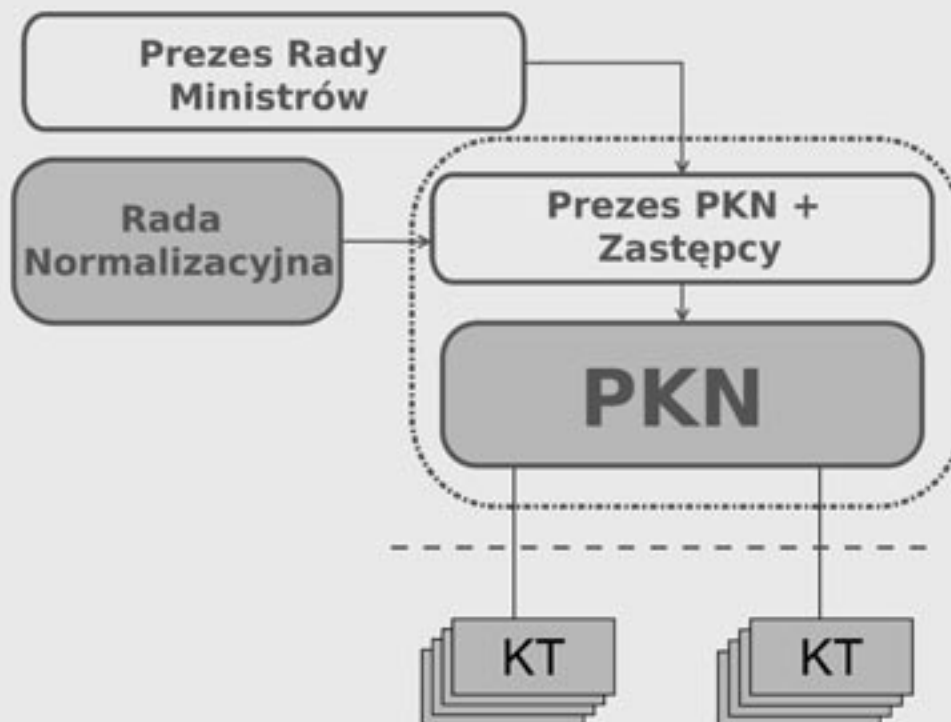 Prezes Rady
Ministrów
Rada
Normalizacyjna
Prezes PKN +
Zastępcy
PKN
KT
KT